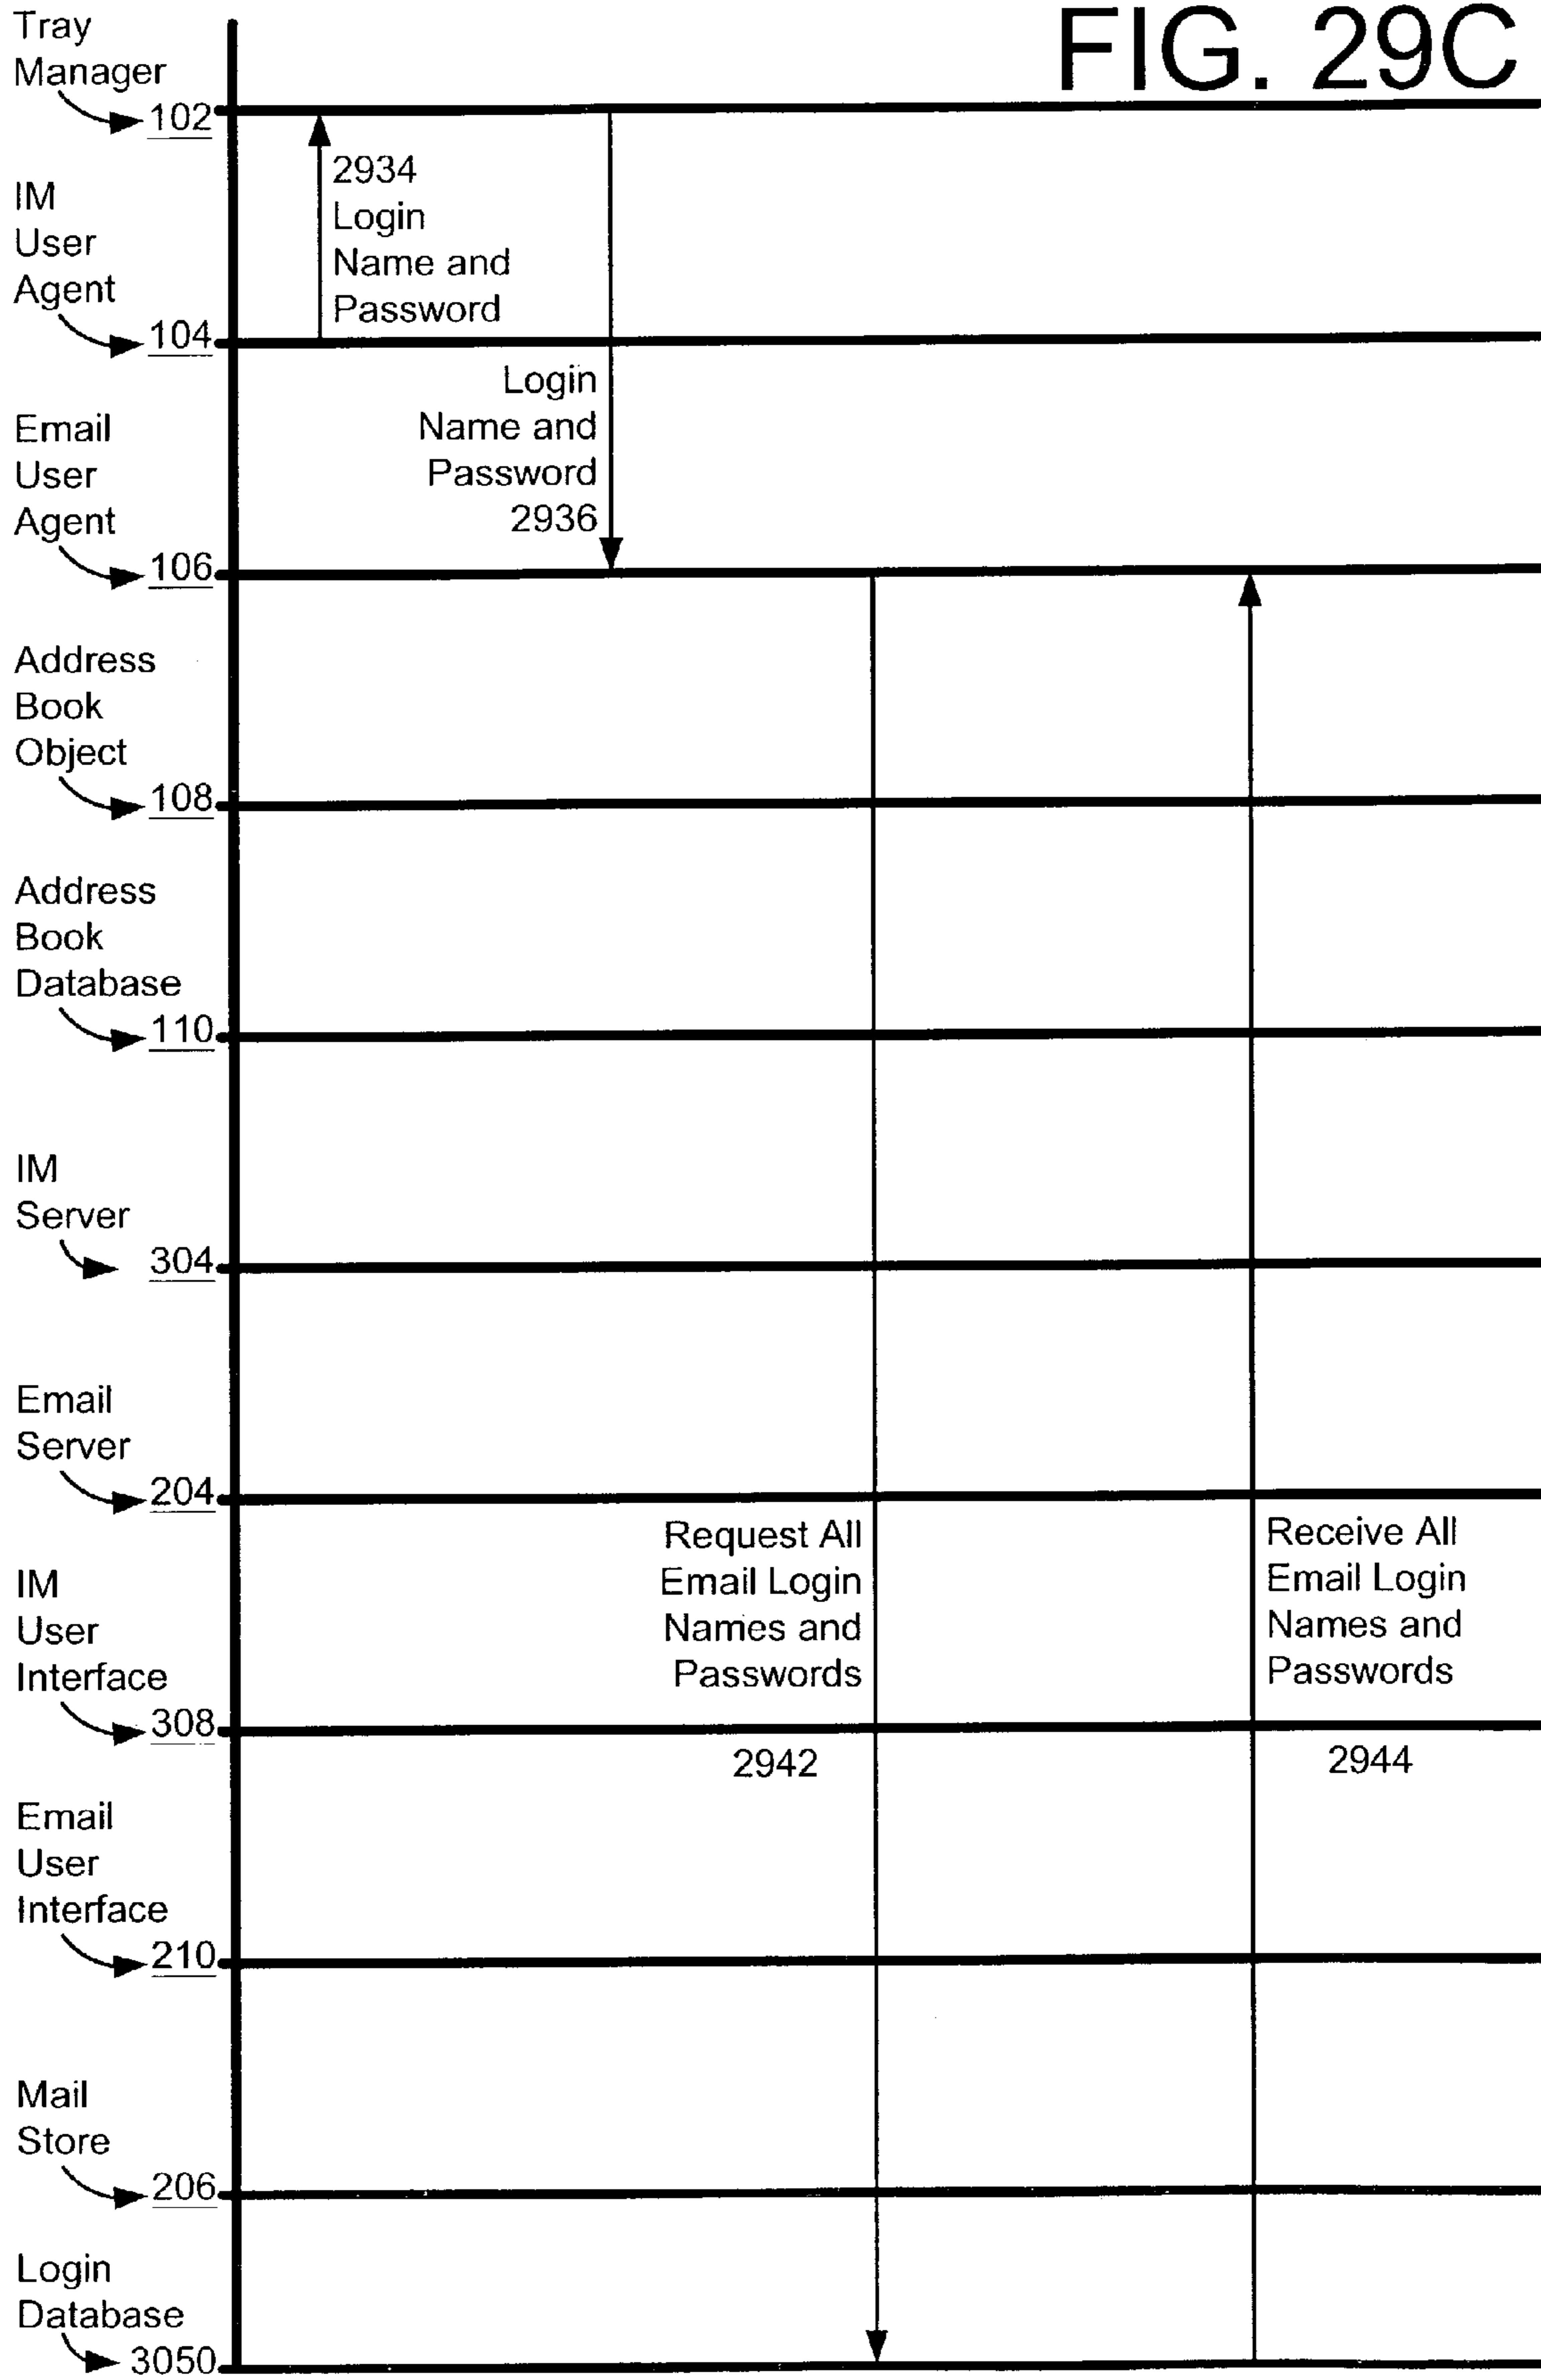 FIG. 29C
Tray
Manager
102
2934
Login
Name and
Password
IM
User
Agent
104
Login
Name and
Password
2936
Email
User
Agent
106
Address
Book
Object
108
Address
Book
Database
110
IM
Server
304
Email
Server
204
Request All
Email Login
Names and
Passwords
2942
Receive All
Email Login
Names and
Passwords
2944
IM
User
Interface
308
Email
User
Interface
210
Mail
Store
206
Login
Database
3050